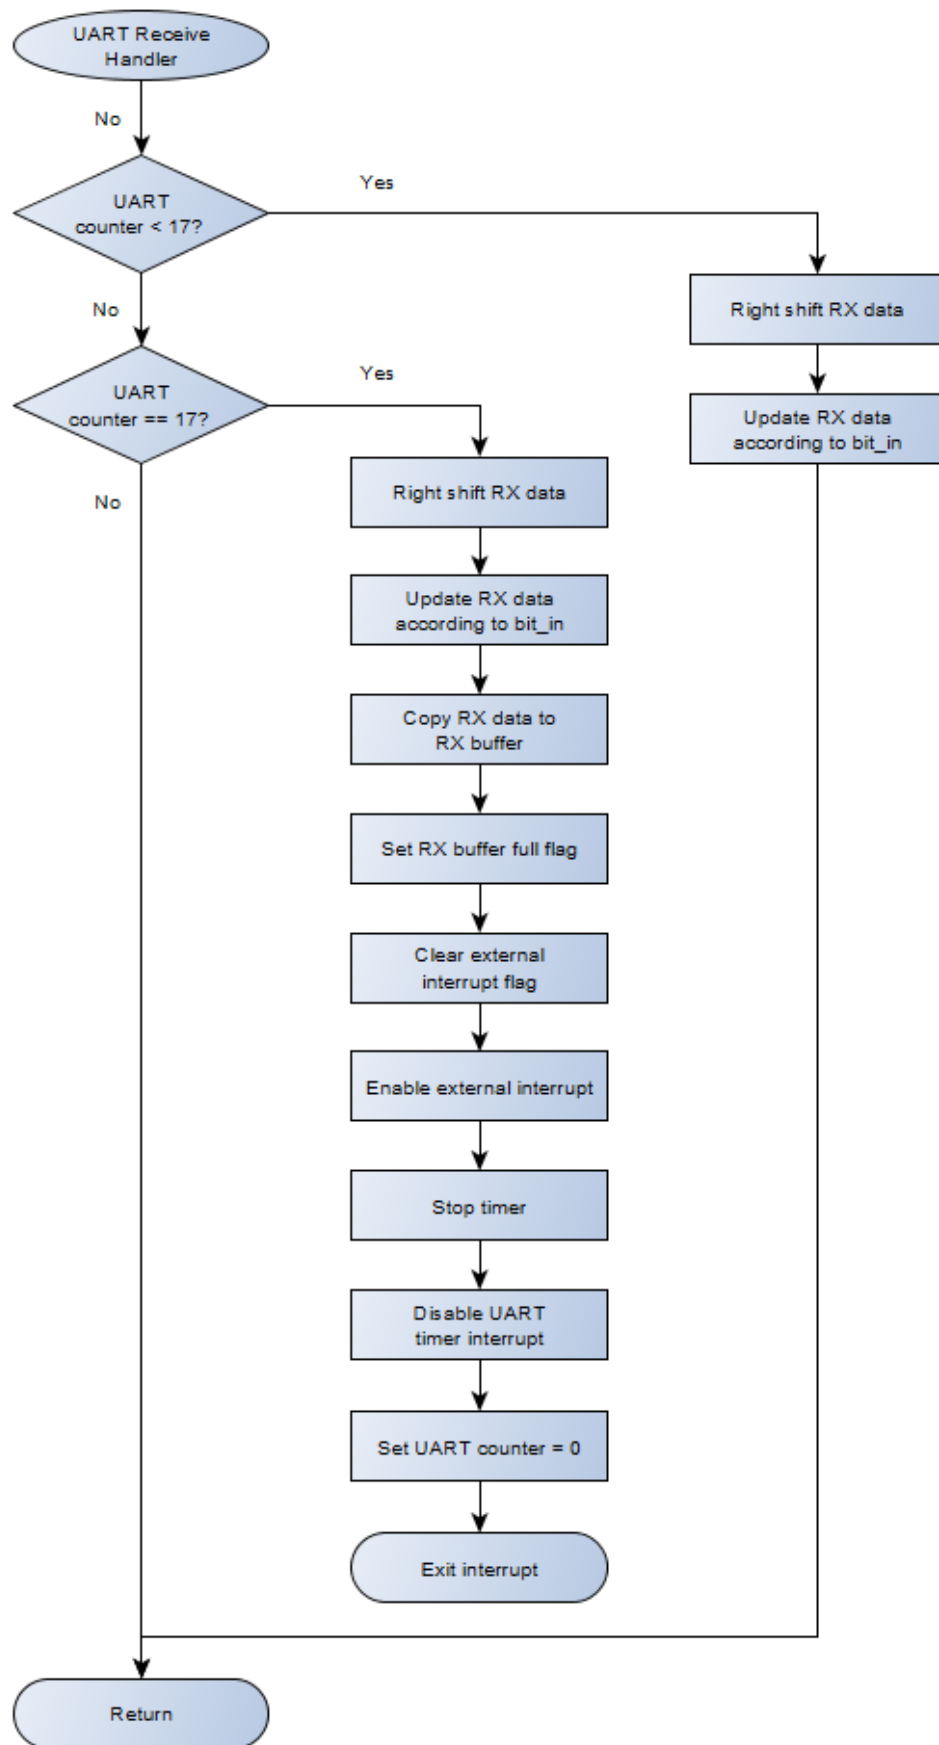 UART Receive
Handler
No
UART
counter < 17?
Yes
No
Right shift RX data
UART
counter == 17?
Yes
Update RX data
according to bit_in
No
Right shift RX data
Update RX data
according to bit_in
Copy RX data to
RX buffer
Set RX buffer full flag
Clear external
interrupt flag
Enable external interrupt
Stop timer
Disable UART
timer interrupt
Set UART counter = 0
Exit interrupt
Return